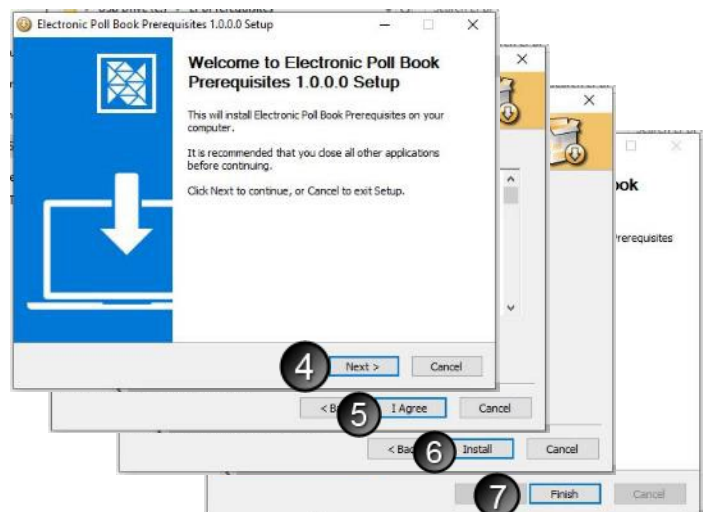 Electronic Poll Book Prerequisites 1.0.0.0 Setup
Welcome to Electronic Poll Book
Prerequisites 1.0.0.0 Setup
This will install Electronic Poll Book Prerequisites on your
computer.
It is recommended that you close all other applications
before continuing.
Click Next to continue, or Cancel to exit Setup.
ook
rerequisites
4 Next > Cancel
5 I Agree Cancel
6 Install Cancel
7 Finish Cancel